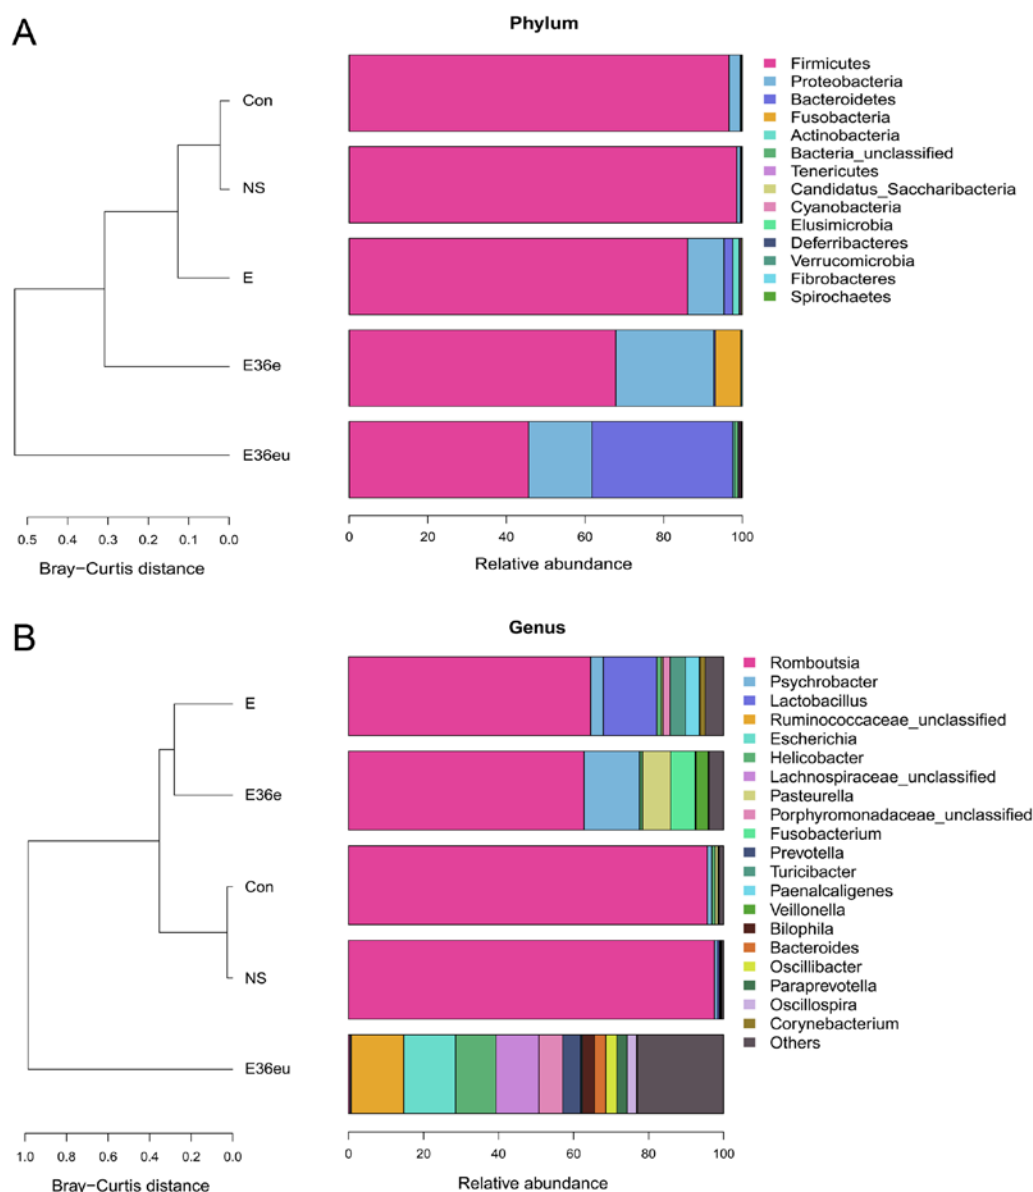 A
Phylum
Con
NS
E
E36e
E36eu
0.5 0.4 0.3 0.2 0.1 0.0
Bray−Curtis distance
0 20 40 60 80 100
Relative abundance
Firmicutes
Proteobacteria
Bacteroidetes
Fusobacteria
Actinobacteria
Bacteria_unclassified
Tenericutes
Candidatus_Saccharibacteria
Cyanobacteria
Elusimicrobia
Deferribacteres
Verrucomicrobia
Fibrobacteres
Spirochaetes
B
Genus
E
E36e
Con
NS
E36eu
1.0 0.8 0.6 0.4 0.2 0.0
Bray−Curtis distance
0 20 40 60 80 100
Relative abundance
Romboutsia
Psychrobacter
Lactobacillus
Ruminococcaceae_unclassified
Escherichia
Helicobacter
Lachnospiraceae_unclassified
Pasteurella
Porphyromonadaceae_unclassified
Fusobacterium
Prevotella
Turicibacter
Paenalcaligenes
Veillonella
Bilophila
Bacteroides
Oscillibacter
Paraprevotella
Oscillospira
Corynebacterium
Others